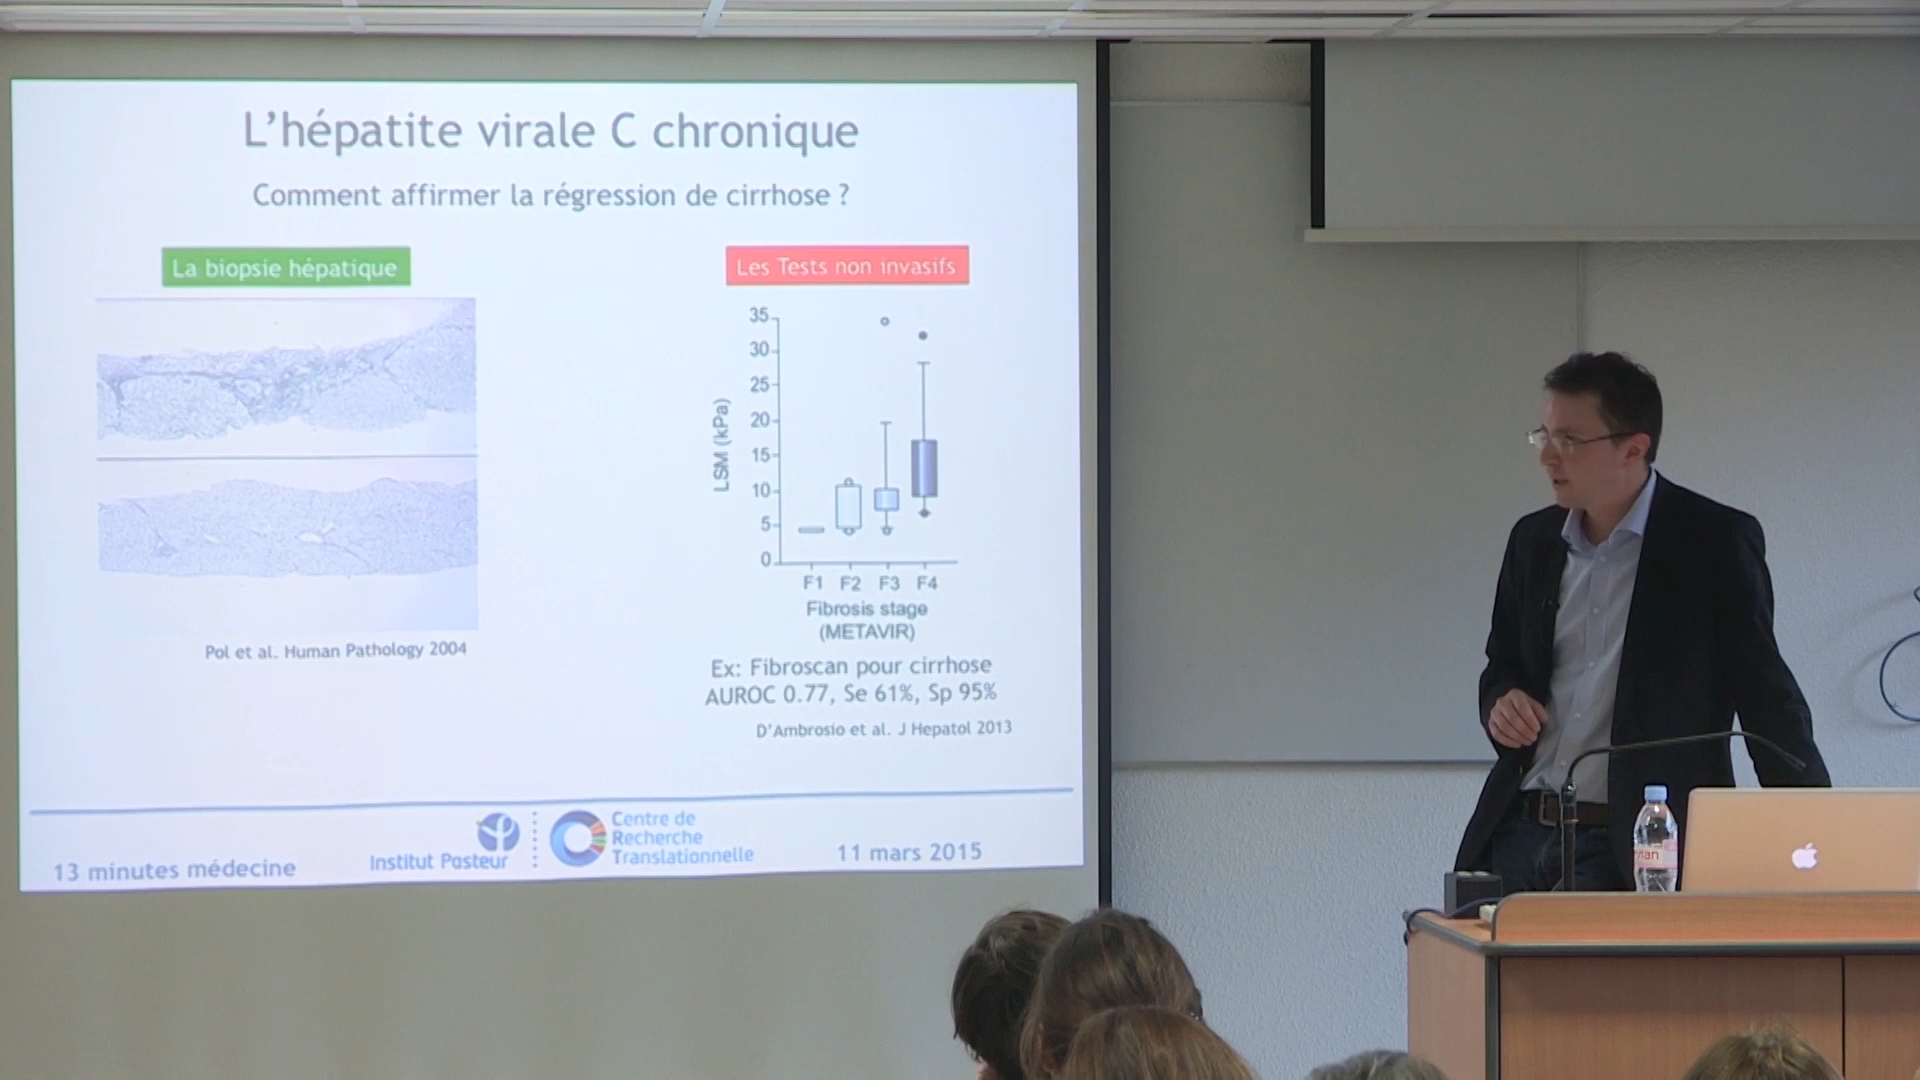 L'hépatite virale C chronique
Comment affirmer la régression de cirrhose ?
La biopsie hépatique
Les Tests non invasifs
Pol et al. Human Pathology 2004
35
30
25
20
15
10
5
0
LSM (kPa)
F1 F2 F3 F4
Fibrosis stage
(METAVIR)
Ex: Fibroscan pour cirrhose
AUROC 0.77, Se 61%, Sp 95%
D'Ambrosio et al. J Hepatol 2013
13 minutes médecine
Institut Pasteur
Centre de
Recherche
Translationnelle
11 mars 2015